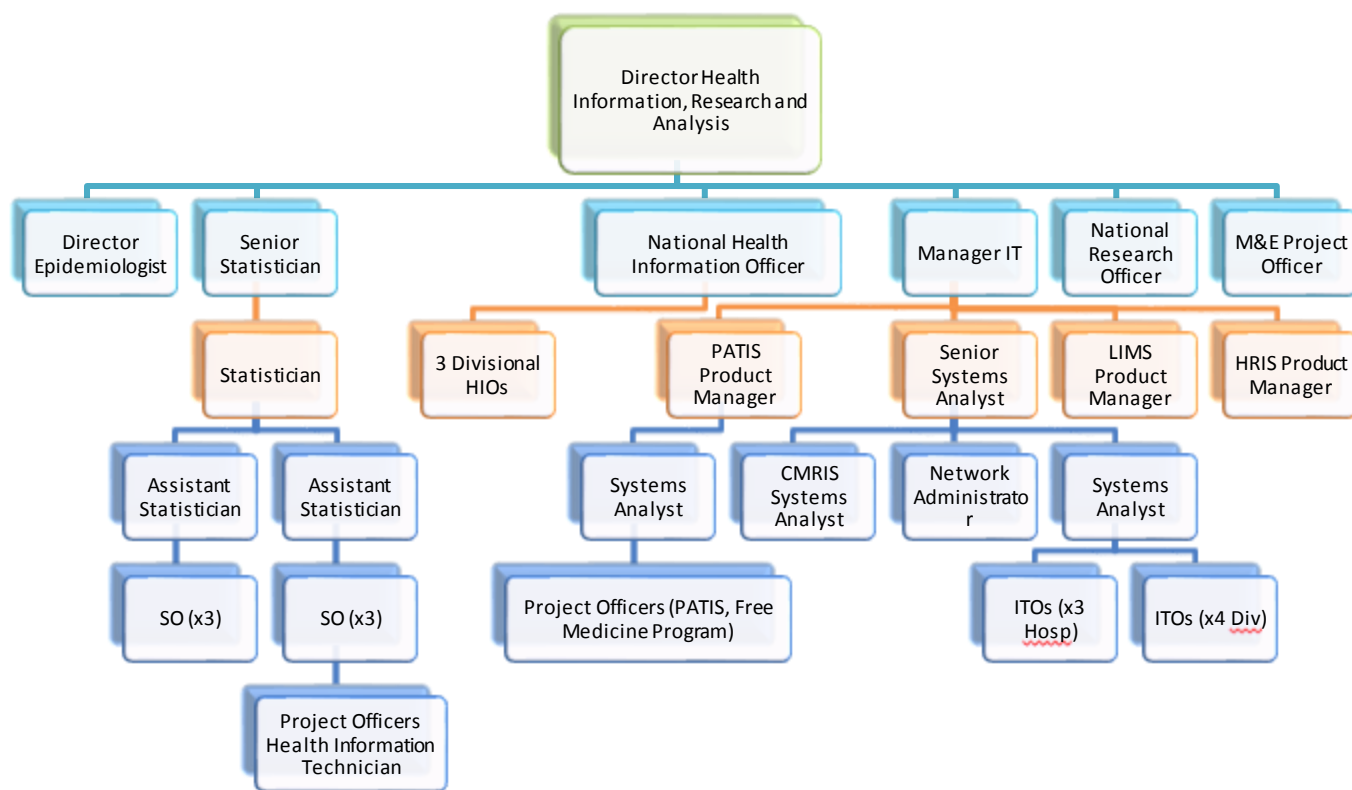 Director Health
Information, Research and
Analysis
Director
Epidemiologist
Senior
Statistician
National Health
Information Officer
Manager IT
National
Research
Officer
M&E Project
Officer
Statistician
3 Divisional
HIOs
PATIS
Product
Manager
Senior
Systems
Analyst
LIMS
Product
Manager
HRIS Product
Manager
Assistant
Statistician
Assistant
Statistician
Systems
Analyst
CMRIS
Systems
Analyst
Network
Administrato
r
Systems
Analyst
SO (x3)
SO (x3)
Project Officers (PATIS, Free
Medicine Program)
ITOs (x3
Hosp)
ITOs (x4 Div)
Project Officers
Health Information
Technician